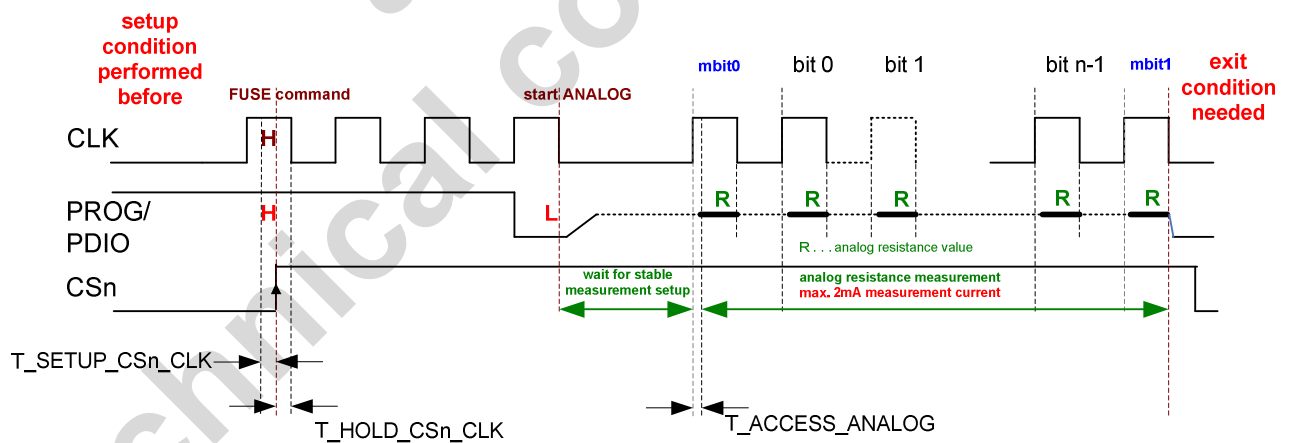 setup
condition
performed
before
FUSE command
start ANALOG
mbit0
bit 0
bit 1
bit n-1
mbit1
exit
condition
needed
CLK
H
PROG/
PDIO
H
L
R
R
R
R
R
R . . . analog resistance value
CSn
wait for stable
measurement setup
analog resistance measurement
max. 2mA measurement current
T_SETUP_CSn_CLK
T_HOLD_CSn_CLK
T_ACCESS_ANALOG
chnical co